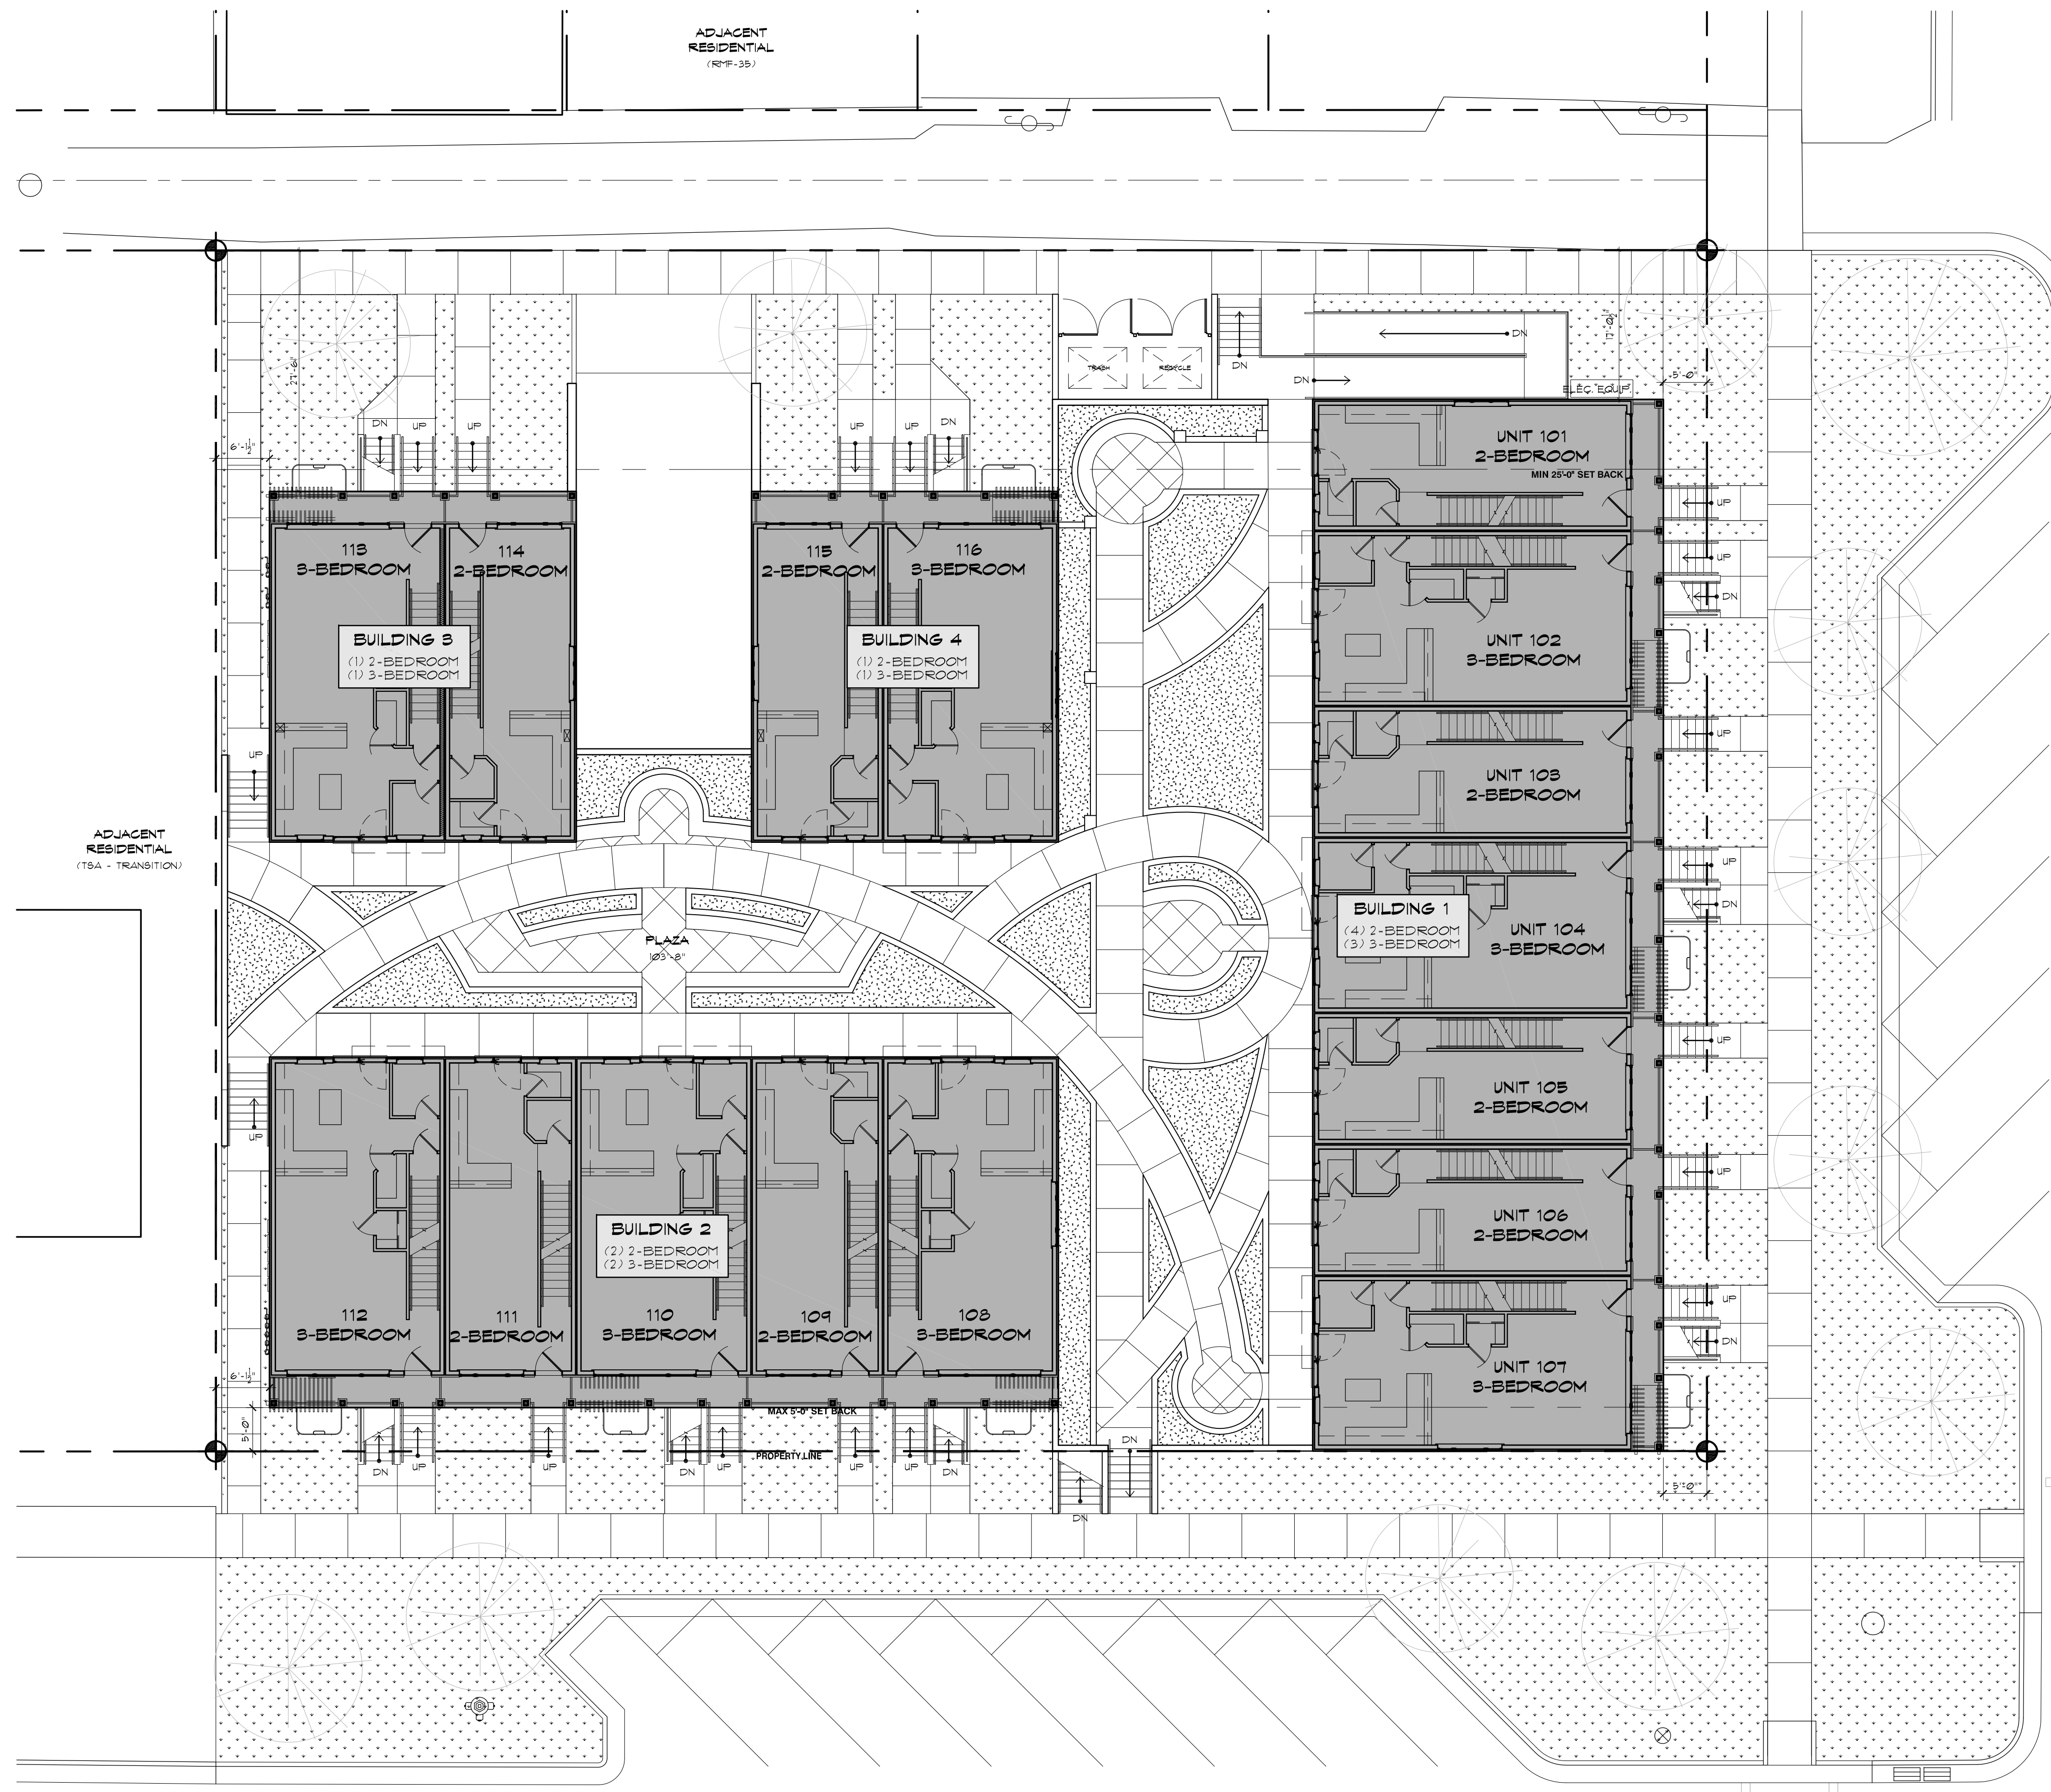 ADJACENT
RESIDENTIAL
(RMF-35)
TRASH
RECYCLE
DN
DN
DN
17'-0½"
5'-0"
ELEC. EQUIP.
27'-6"
6'-1½"
DN
UP
UP
UP
UP
DN
UNIT 101
2-BEDROOM
MIN 25'-0" SET BACK
UP
113
3-BEDROOM
114
2-BEDROOM
115
2-BEDROOM
116
3-BEDROOM
UP
DN
BUILDING 3
(1) 2-BEDROOM
(1) 3-BEDROOM
BUILDING 4
(1) 2-BEDROOM
(1) 3-BEDROOM
UNIT 102
3-BEDROOM
UP
UP
UNIT 103
2-BEDROOM
ADJACENT
RESIDENTIAL
(TSA - TRANSITION)
UP
DN
BUILDING 1
(4) 2-BEDROOM
(3) 3-BEDROOM
UNIT 104
3-BEDROOM
PLAZA
103'-8"
UP
UNIT 105
2-BEDROOM
UP
UP
UNIT 106
2-BEDROOM
BUILDING 2
(2) 2-BEDROOM
(2) 3-BEDROOM
UP
DN
112
3-BEDROOM
111
2-BEDROOM
110
3-BEDROOM
109
2-BEDROOM
108
3-BEDROOM
UNIT 107
3-BEDROOM
6'-1½"
5'-0"
MAX 5'-0" SET BACK
PROPERTY LINE
DN
UP
UP
DN
UP
UP
UP
DN
DN
DN
5'-0"